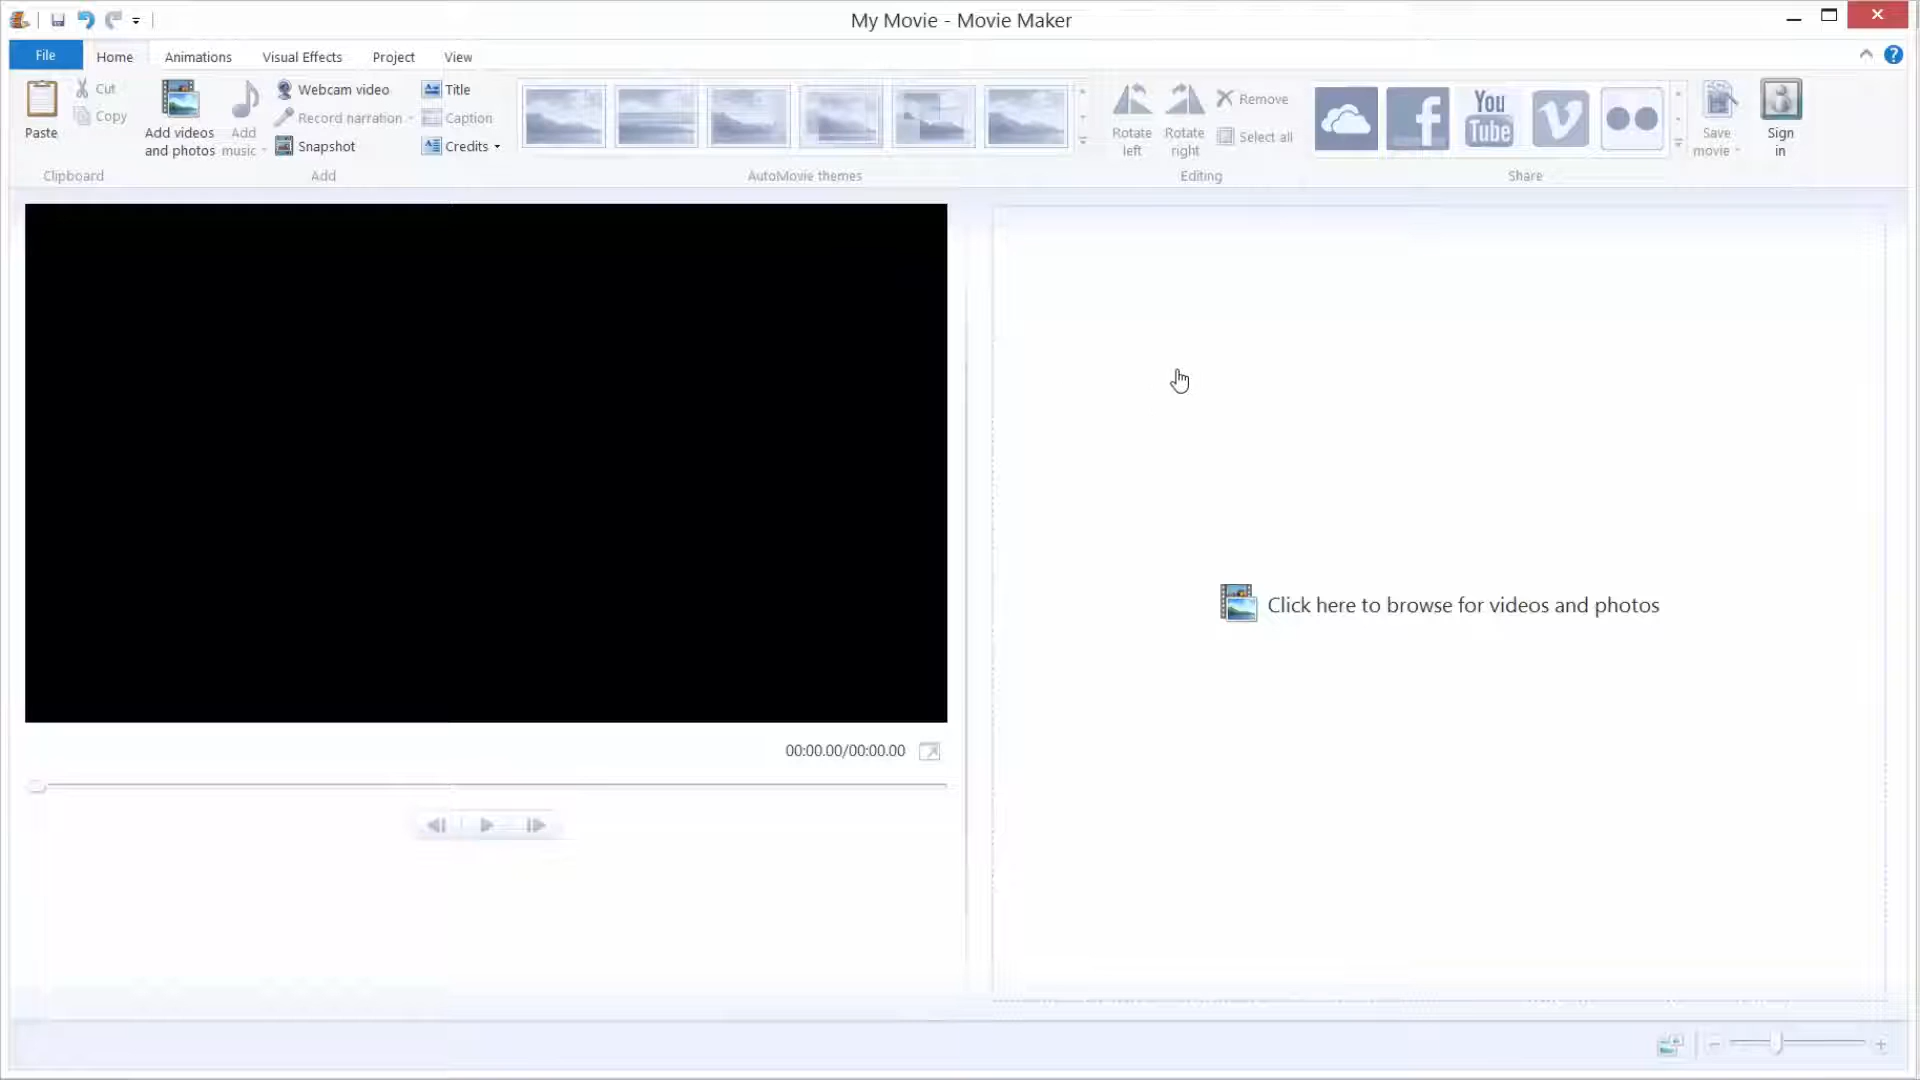 My Movie - Movie Maker
File Home Animations Visual Effects Project View
Paste
Cut
Copy
Clipboard
Add videos
and photos
Add
music
Webcam video
Record narration
Snapshot
Title
Caption
Credits
Add
AutoMovie themes
Rotate
left
Rotate
right
Remove
Select all
Editing
You
Tube
Share
Save
movie
Sign
in
Click here to browse for videos and photos
00:00.00/00:00.00